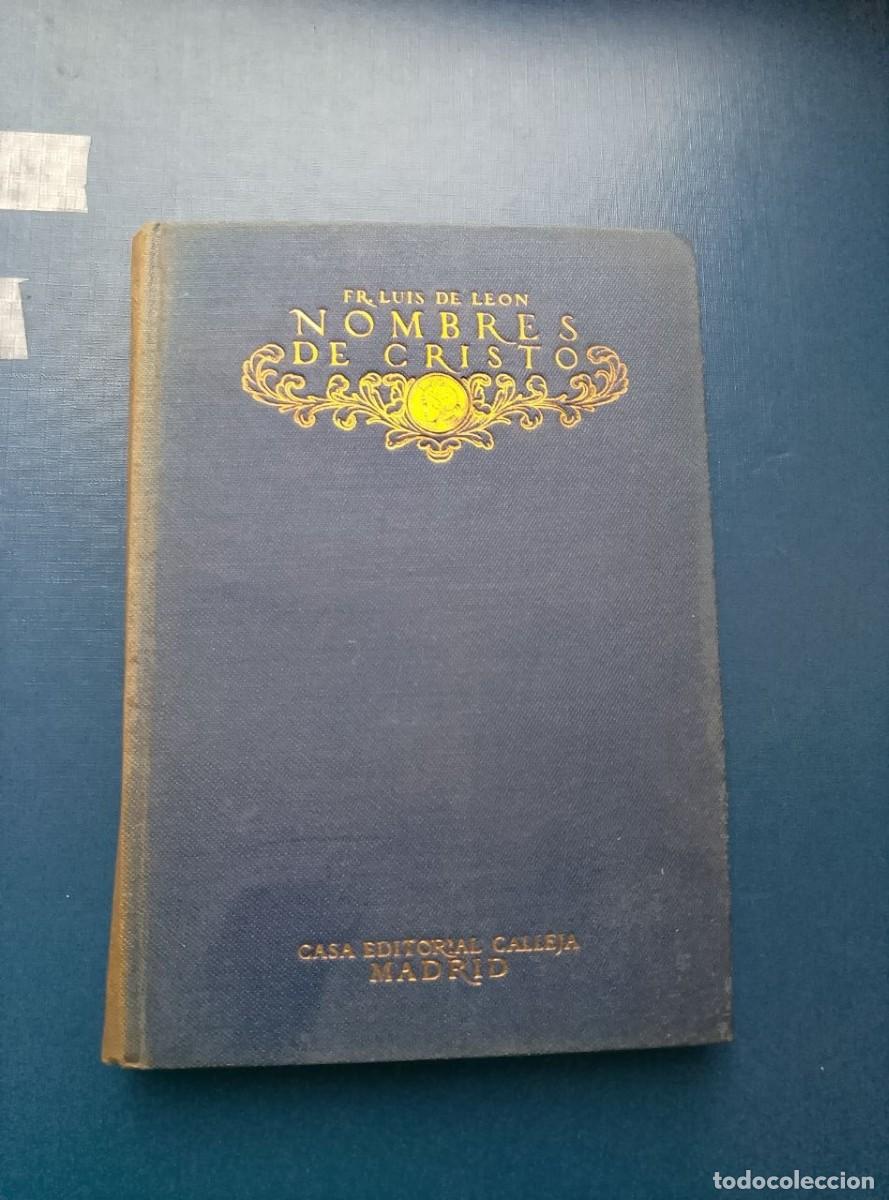 FR. LUIS DE LEON
NOMBRES
DE CRISTO
CASA EDITORIAL CALLEJA
MADRID
todocoleccion